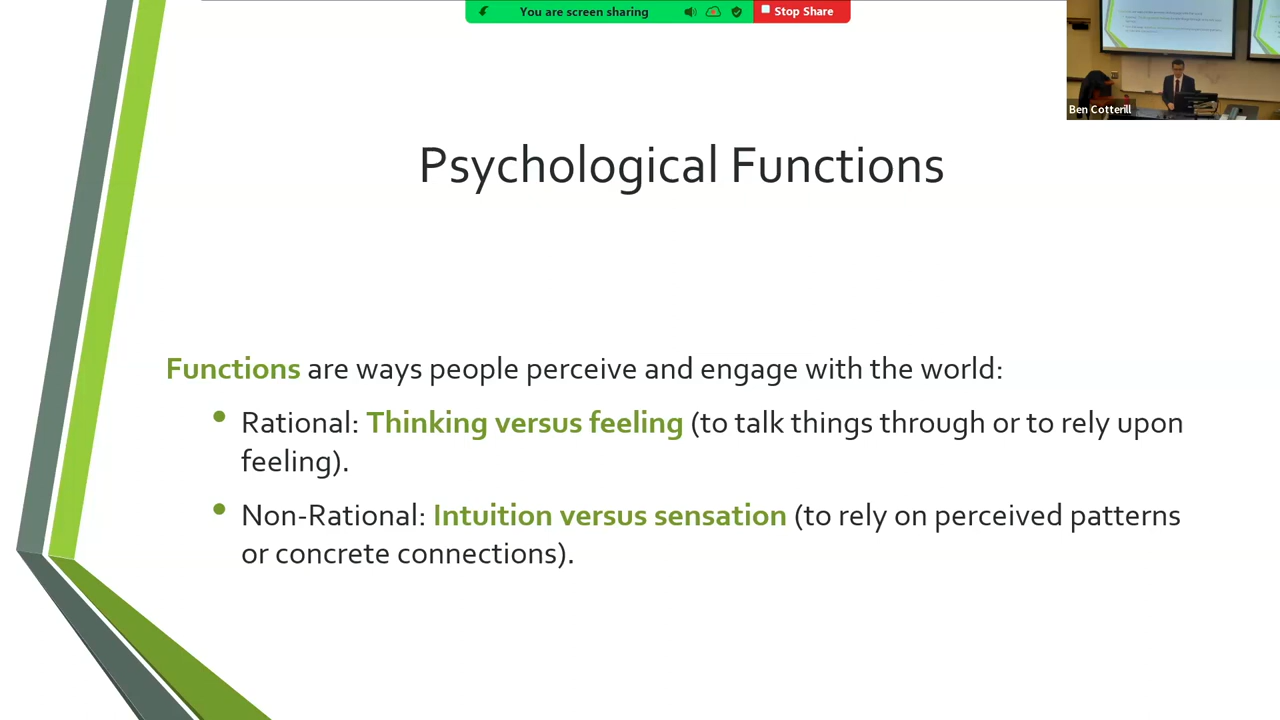 You are screen sharing
Stop Share
Ben Cotterill
Psychological Functions
Functions are ways people perceive and engage with the world:
• Rational: Thinking versus feeling (to talk things through or to rely upon
feeling).
• Non-Rational: Intuition versus sensation (to rely on perceived patterns
or concrete connections).